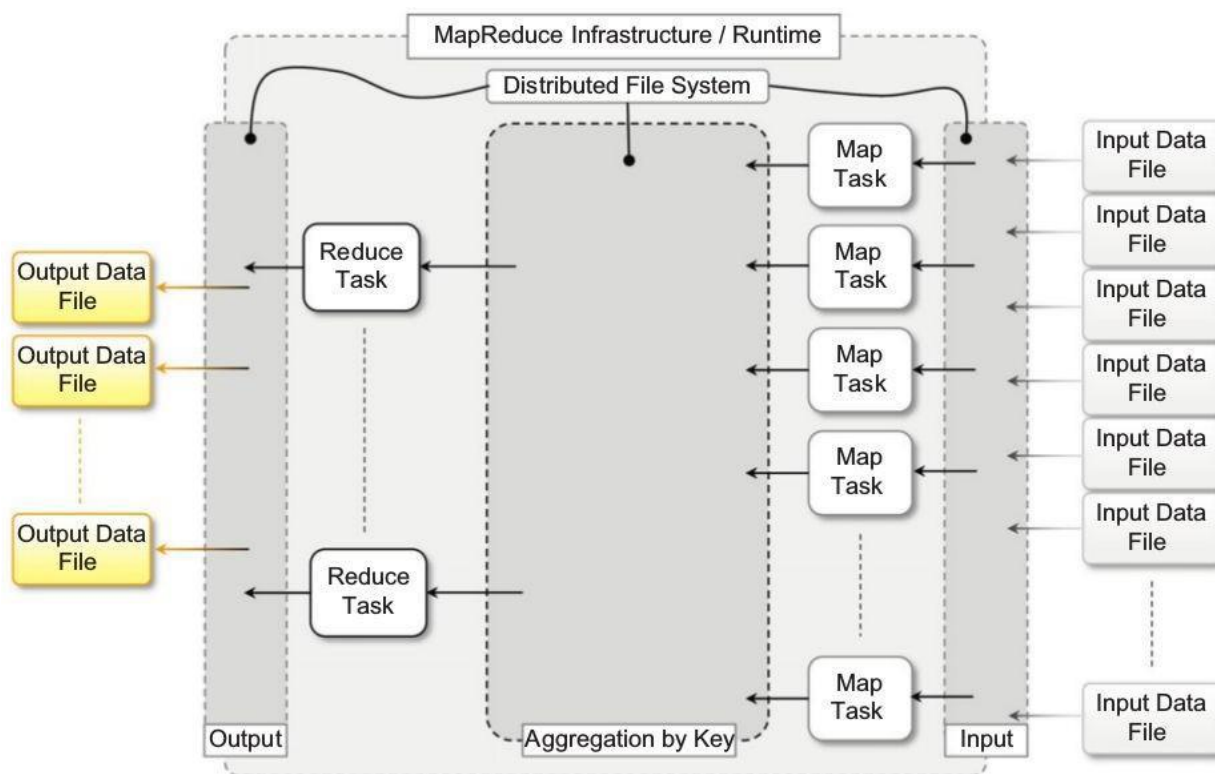 MapReduce Infrastructure / Runtime
Distributed File System
Input Data
File
Map
Task
Input Data
File
Reduce
Task
Map
Task
Output Data
File
Input Data
File
Output Data
File
Map
Task
Input Data
File
Map
Task
Input Data
File
Output Data
File
Input Data
File
Reduce
Task
Map
Task
Input Data
File
Output
Aggregation by Key
Input